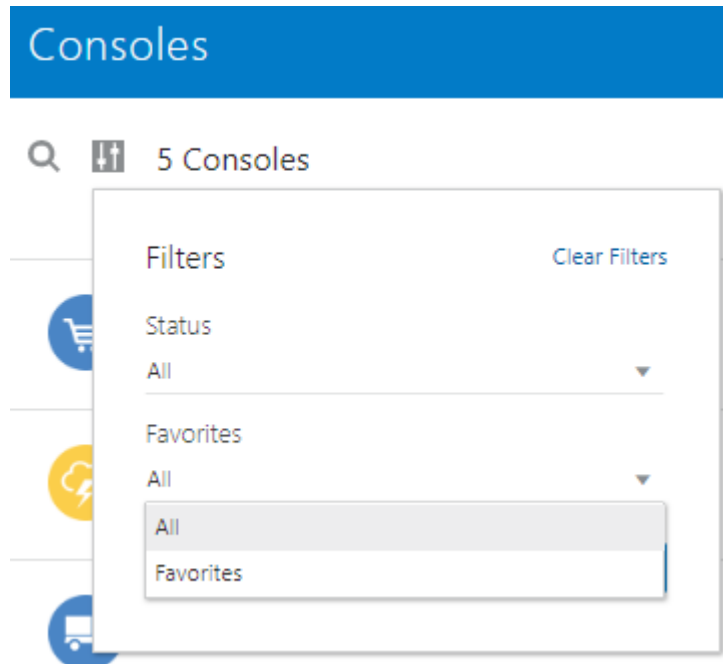 Consoles
5 Consoles
Filters
Clear Filters
Status
All
Favorites
All
All
Favorites